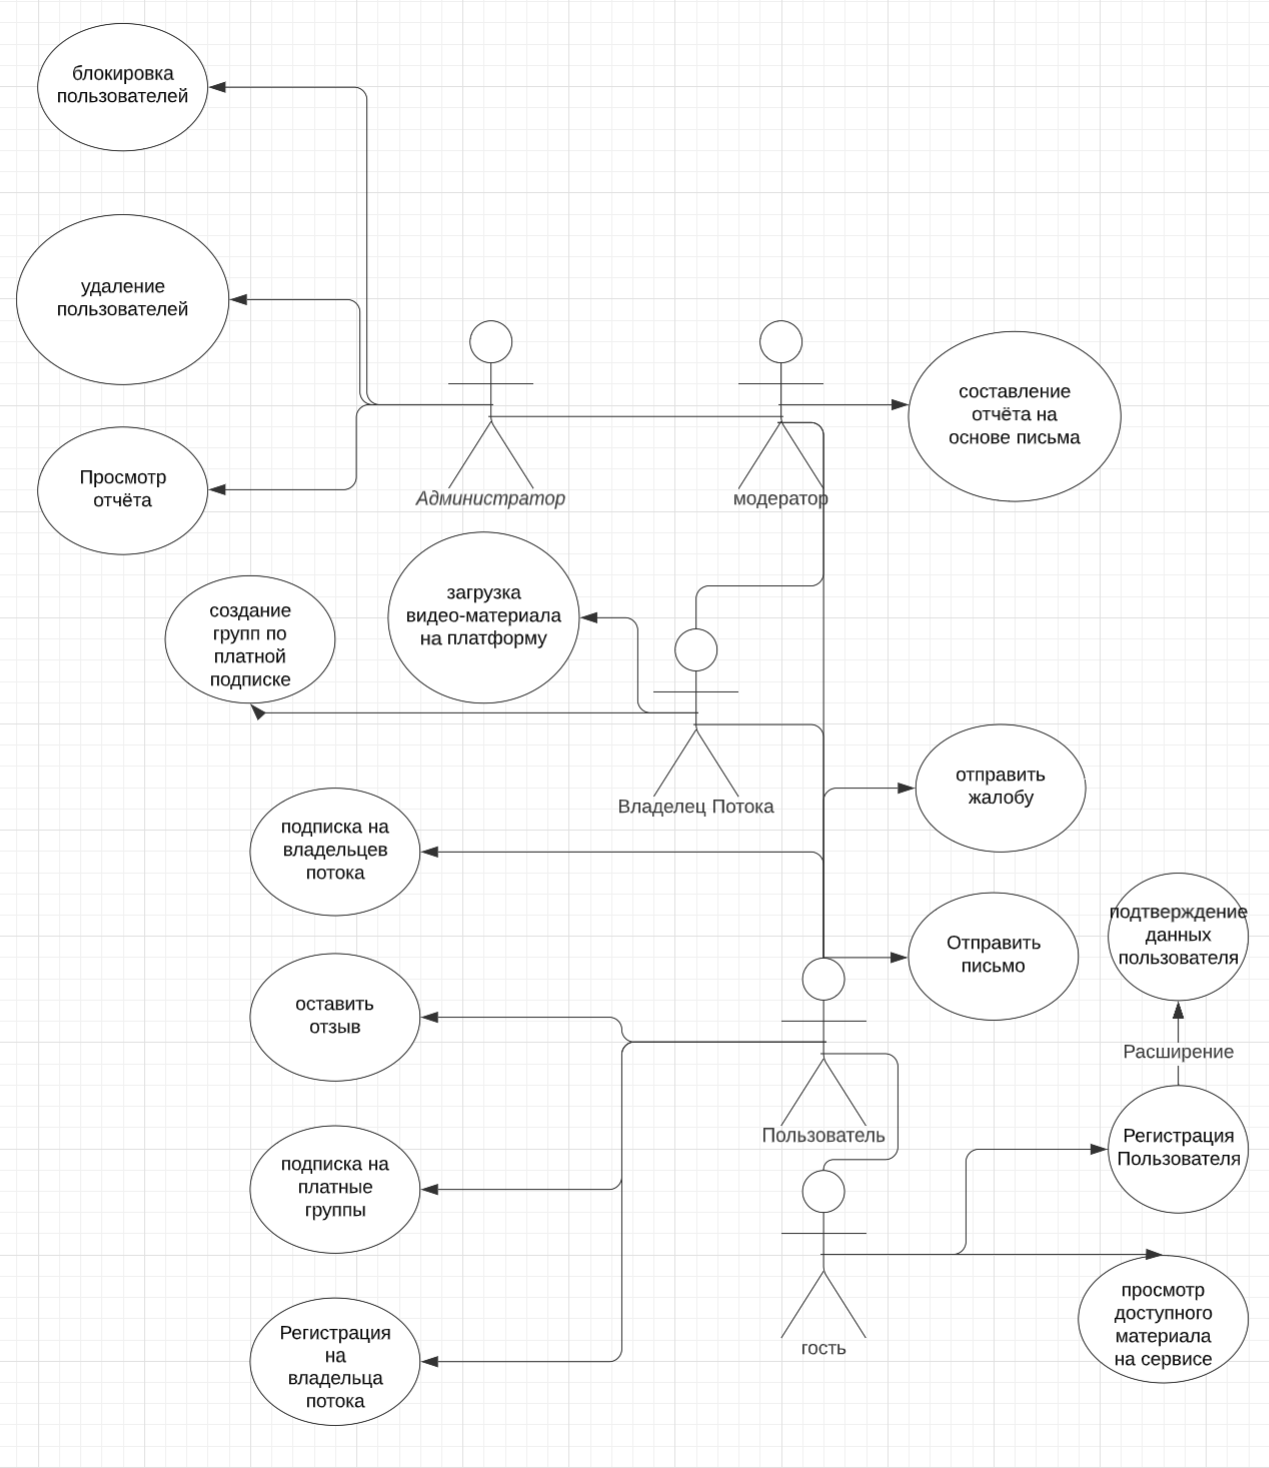 блокировка
пользователей
удаление
пользователей
Просмотр
отчёта
Администратор
модератор
составление
отчёта на
основе письма
загрузка
видео-материала
на платформу
создание
групп по
платной
подписке
Владелец Потока
отправить
жалобу
подписка на
владельцев
потока
Отправить
письмо
подтверждение
данных
пользователя
оставить
отзыв
Расширение
Пользователь
Регистрация
Пользователя
подписка на
платные
группы
просмотр
доступного
материала
на сервисе
гость
Регистрация
на
владельца
потока